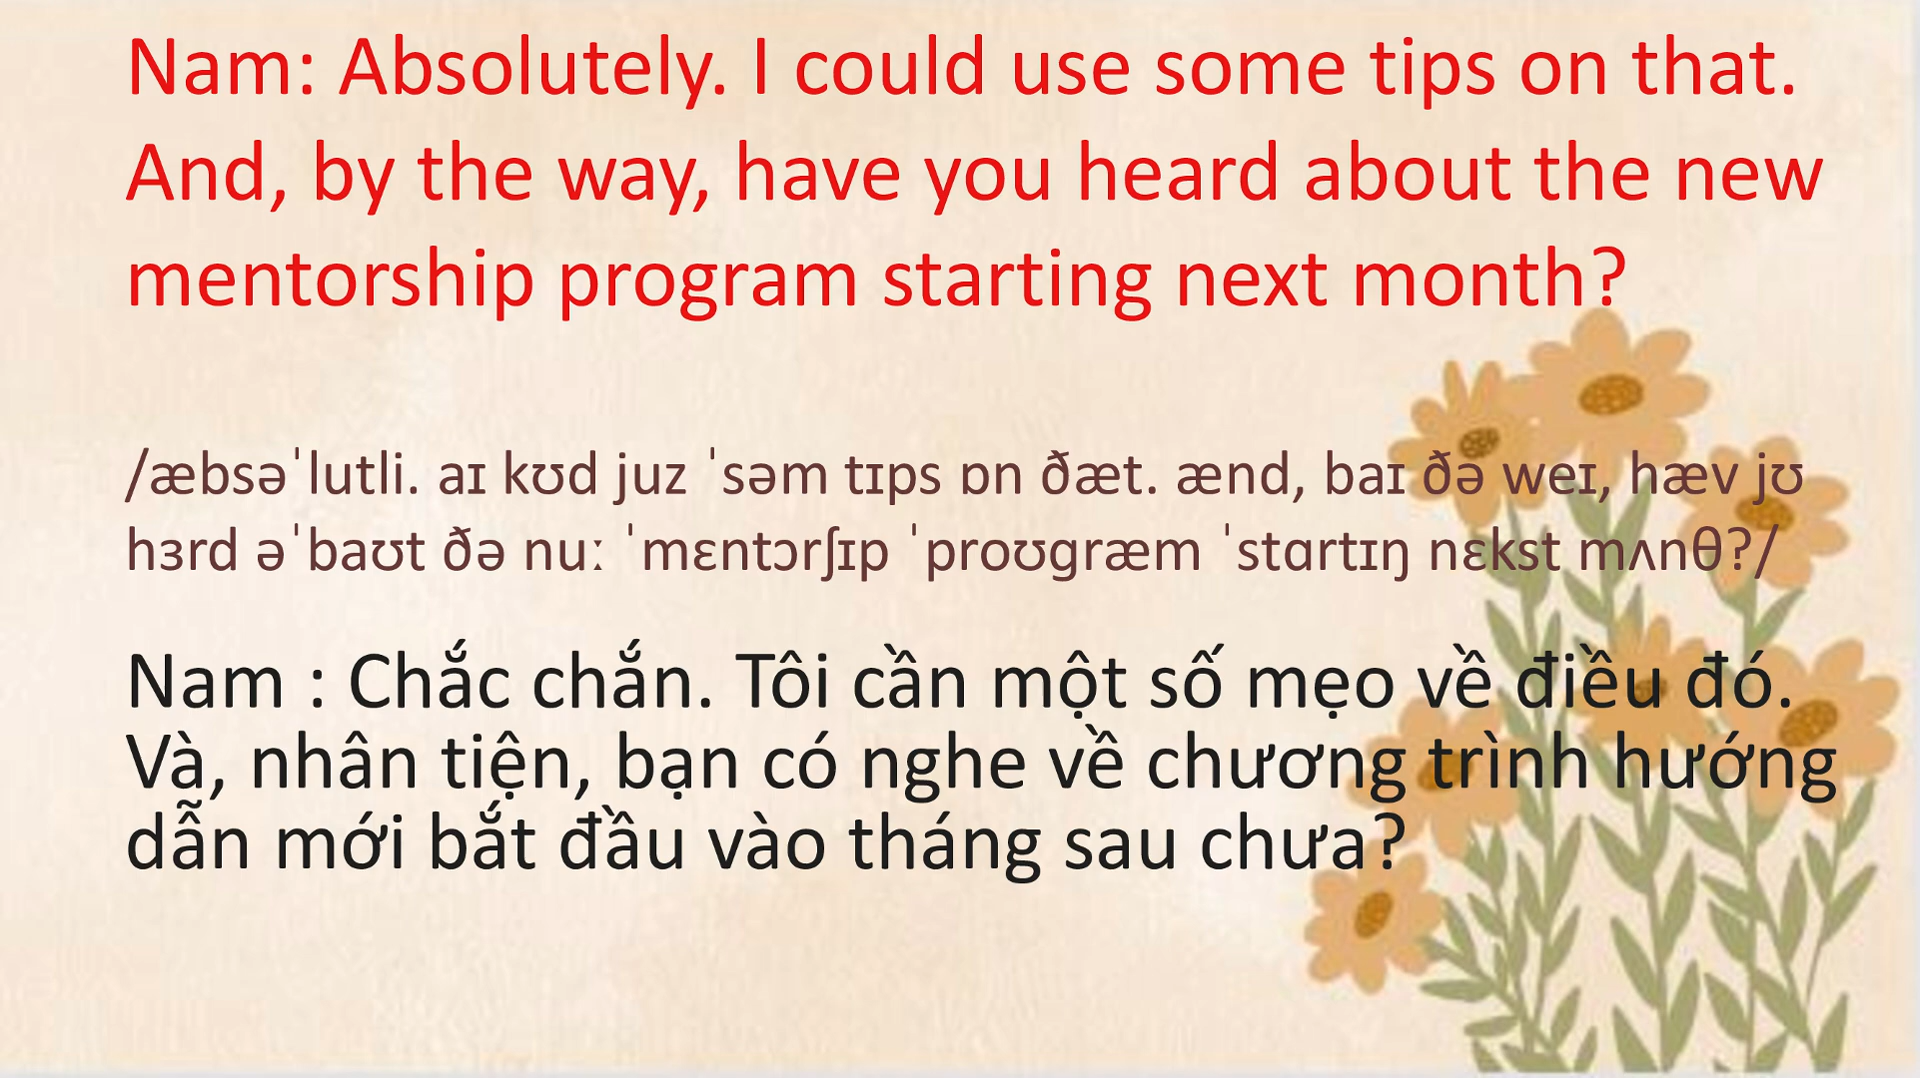 Nam: Absolutely. I could use some tips on that.
And, by the way, have you heard about the new
mentorship program starting next month?
/æbsəˈlutli. aɪ kʊd juz ˈsəm tɪps ɒn ðæt. ænd, baɪ ðə weɪ, hæv jʊ
hɜrd əˈbaʊt ðə nuː ˈmɛntɔrʃɪp ˈproʊgræm ˈstɑrtɪŋ nɛkst mʌnθ?/
Nam : Chắc chắn. Tôi cần một số mẹo về điều đó.
Và, nhân tiện, bạn có nghe về chương trình hướng
dẫn mới bắt đầu vào tháng sau chưa?